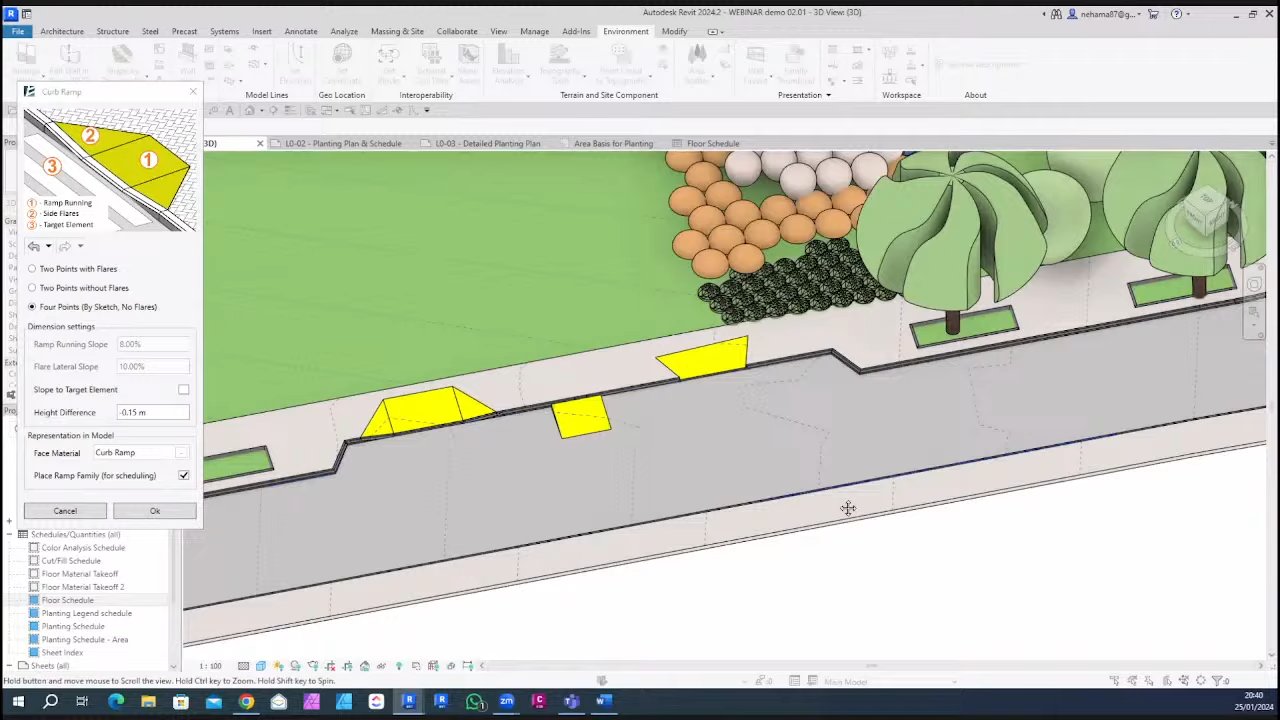 Autodesk Revit 2024.2 - WEBINAR demo 02.01 - 3D View: {3D}
nehama87@g...
File Architecture Structure Steel Precast Systems Insert Annotate Analyze Massing & Site Collaborate View Manage Add-Ins Environment Modify
Model Lines Geo Location Interoperability Terrain and Site Component Presentation Workspace About
Curb Ramp
3D) L0-02 - Planting Plan & Schedule L0-03 - Detailed Planting Plan Area Basis for Planting Floor Schedule
2
1
3
1 - Ramp Running
2 - Side Flares
3 - Target Element
Two Points with Flares
Two Points without Flares
Four Points (By Sketch, No Flares)
Dimension settings
Ramp Running Slope 8.00%
Flare Lateral Slope 10.00%
Slope to Target Element
Height Difference -0.15 m
Representation in Model
Face Material Curb Ramp
Place Ramp Family (for scheduling)
Cancel Ok
Schedules/Quantities (all)
Color Analysis Schedule
Cut/Fill Schedule
Floor Material Takeoff
Floor Material Takeoff 2
Floor Schedule
Planting Legend schedule
Planting Schedule
Planting Schedule - Area
Sheet Index
Sheets (all)
1 : 100
Hold button and move mouse to Scroll the view. Hold Ctrl key to Zoom. Hold Shift key to Spin.
Main Model
20:40
25/01/2024